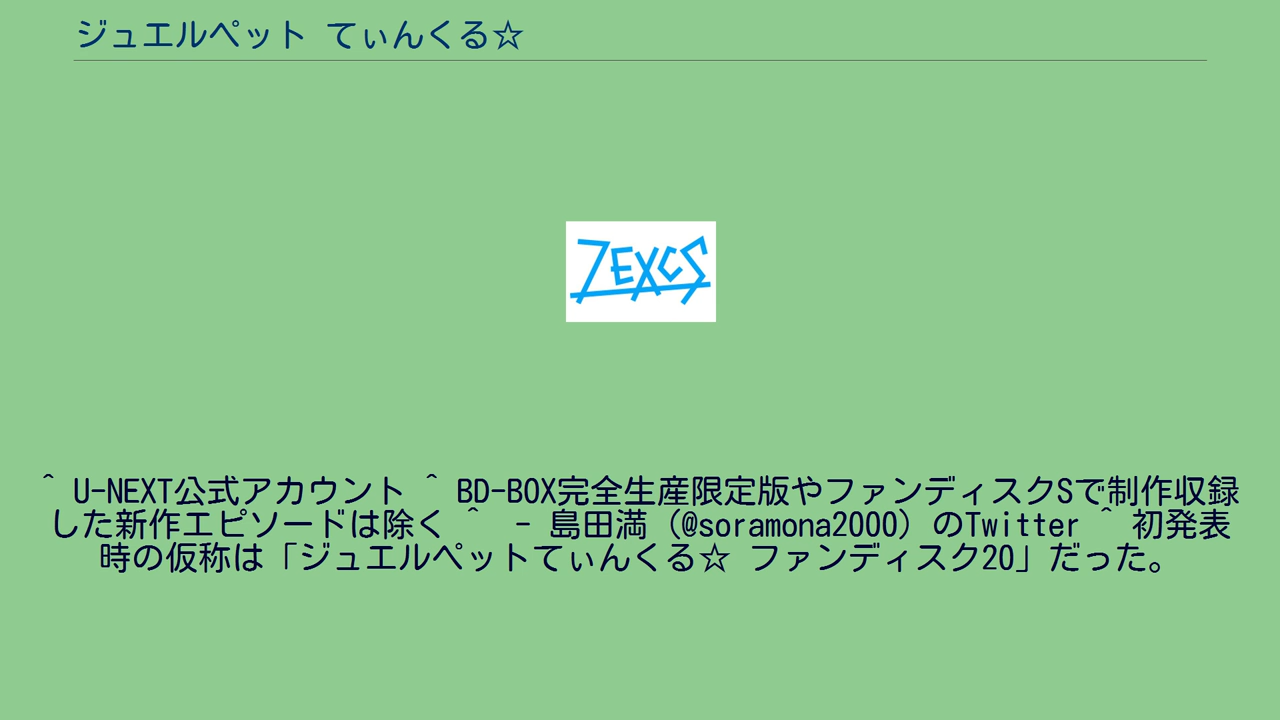 ジュエルペット てぃんくる☆
ZEXCS
^ U-NEXT公式アカウント ^ BD-BOX完全生産限定版やファンディスクSで制作収録
した新作エピソードは除く ^ - 島田満（@soramona2000）のTwitter ^ 初発表
時の仮称は「ジュエルペットてぃんくる☆ ファンディスク20」だった。